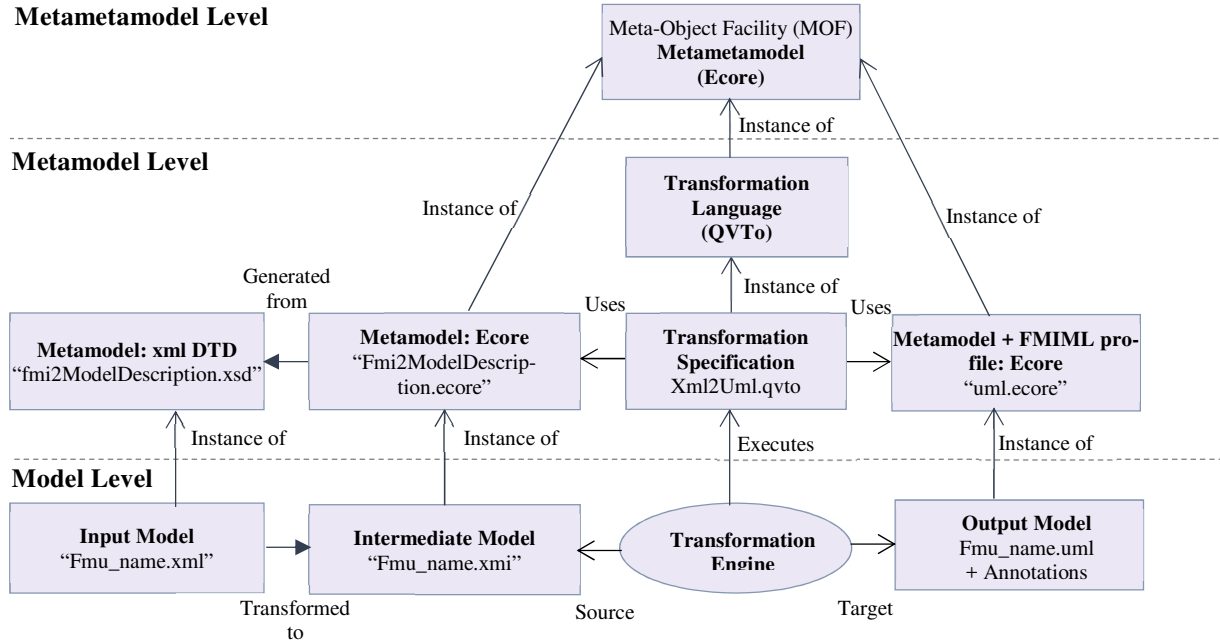 Metametamodel Level
Meta-Object Facility (MOF)
Metametamodel
(Ecore)
Instance of
Metamodel Level
Transformation
Language
(QVTo)
Instance of
Instance of
Generated
from
Instance of
Uses
Uses
Metamodel: xml DTD
“fmi2ModelDescription.xsd”
Metamodel: Ecore
“Fmi2ModelDescrip-
tion.ecore”
Transformation
Specification
Xml2Uml.qvto
Metamodel + FMIML pro-
file: Ecore
“uml.ecore”
Instance of
Instance of
Executes
Instance of
Model Level
Input Model
“Fmu_name.xml”
Intermediate Model
“Fmu_name.xmi”
Transformation
Engine
Output Model
Fmu_name.uml
+ Annotations
Transformed
to
Source
Target